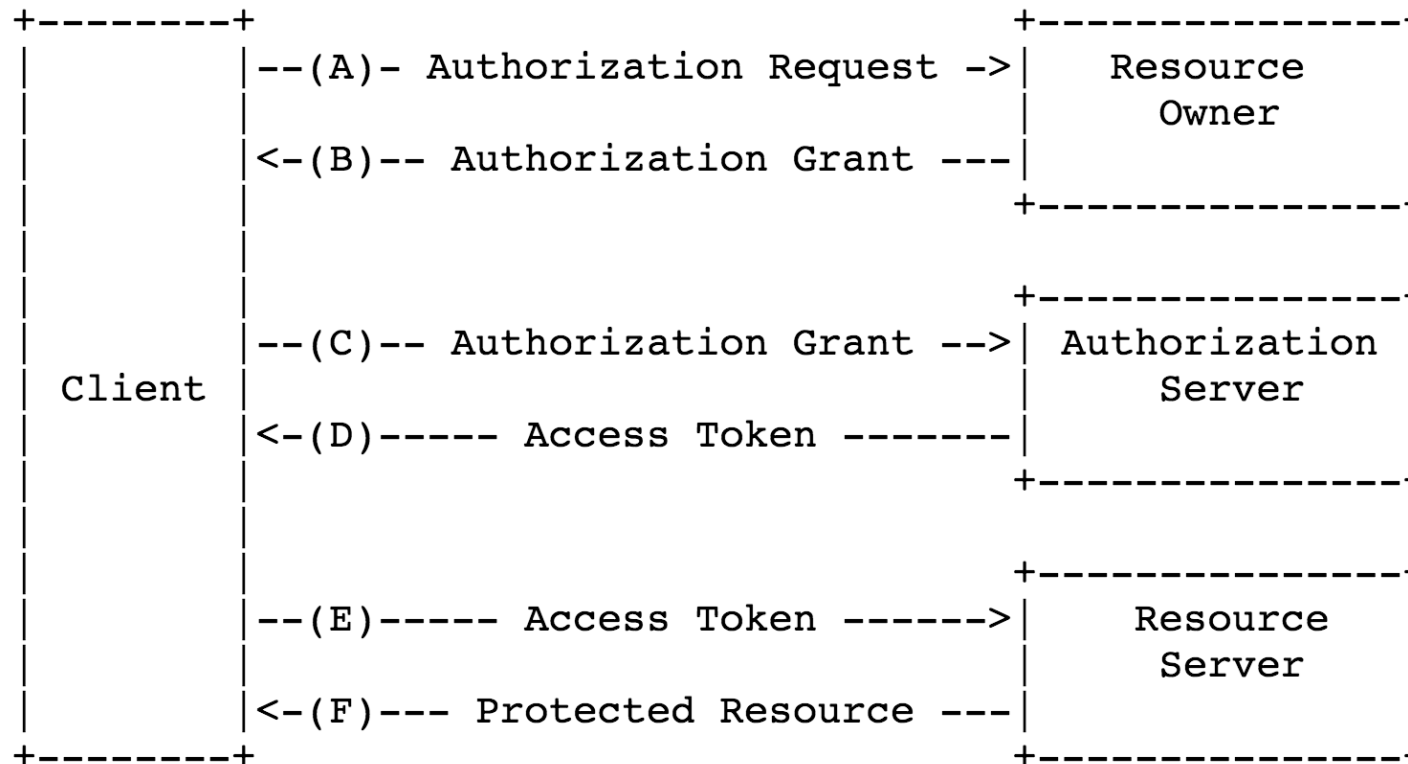 +--------+                               +---------------+
|        |--(A)- Authorization Request ->|   Resource
|        |                               |     Owner
|        |<-(B)-- Authorization Grant ---|
|        |                               +---------------+
|        |
|        |                               +---------------+
|        |--(C)-- Authorization Grant -->| Authorization
| Client |                               |     Server
|        |<-(D)----- Access Token -------|
|        |                               +---------------+
|        |
|        |                               +---------------+
|        |--(E)----- Access Token ------>|    Resource
|        |                               |     Server
|        |<-(F)--- Protected Resource ---|
+--------+                               +---------------+